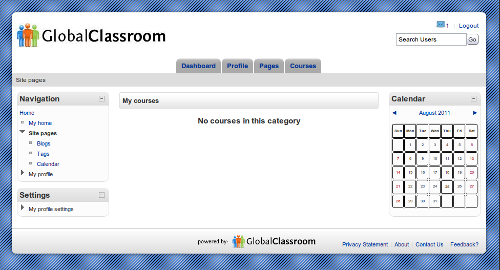 GlobalClassroom
1 | Logout
Search Users Go
Dashboard Profile Pages Courses
Site pages
Navigation
Home
My home
Site pages
Blogs
Tags
Calendar
My profile
Settings
My profile settings
My courses
No courses in this category
Calendar
◄ August 2011 ►
Sun Mon Tue Wed Thu Fri Sat
1 2 3 4 5 6
7 8 9 10 11 12 13
14 15 16 17 18 19 20
21 22 23 24 25 26 27
28 29 30 31
powered by: GlobalClassroom
Privacy Statement About Contact Us Feedback?